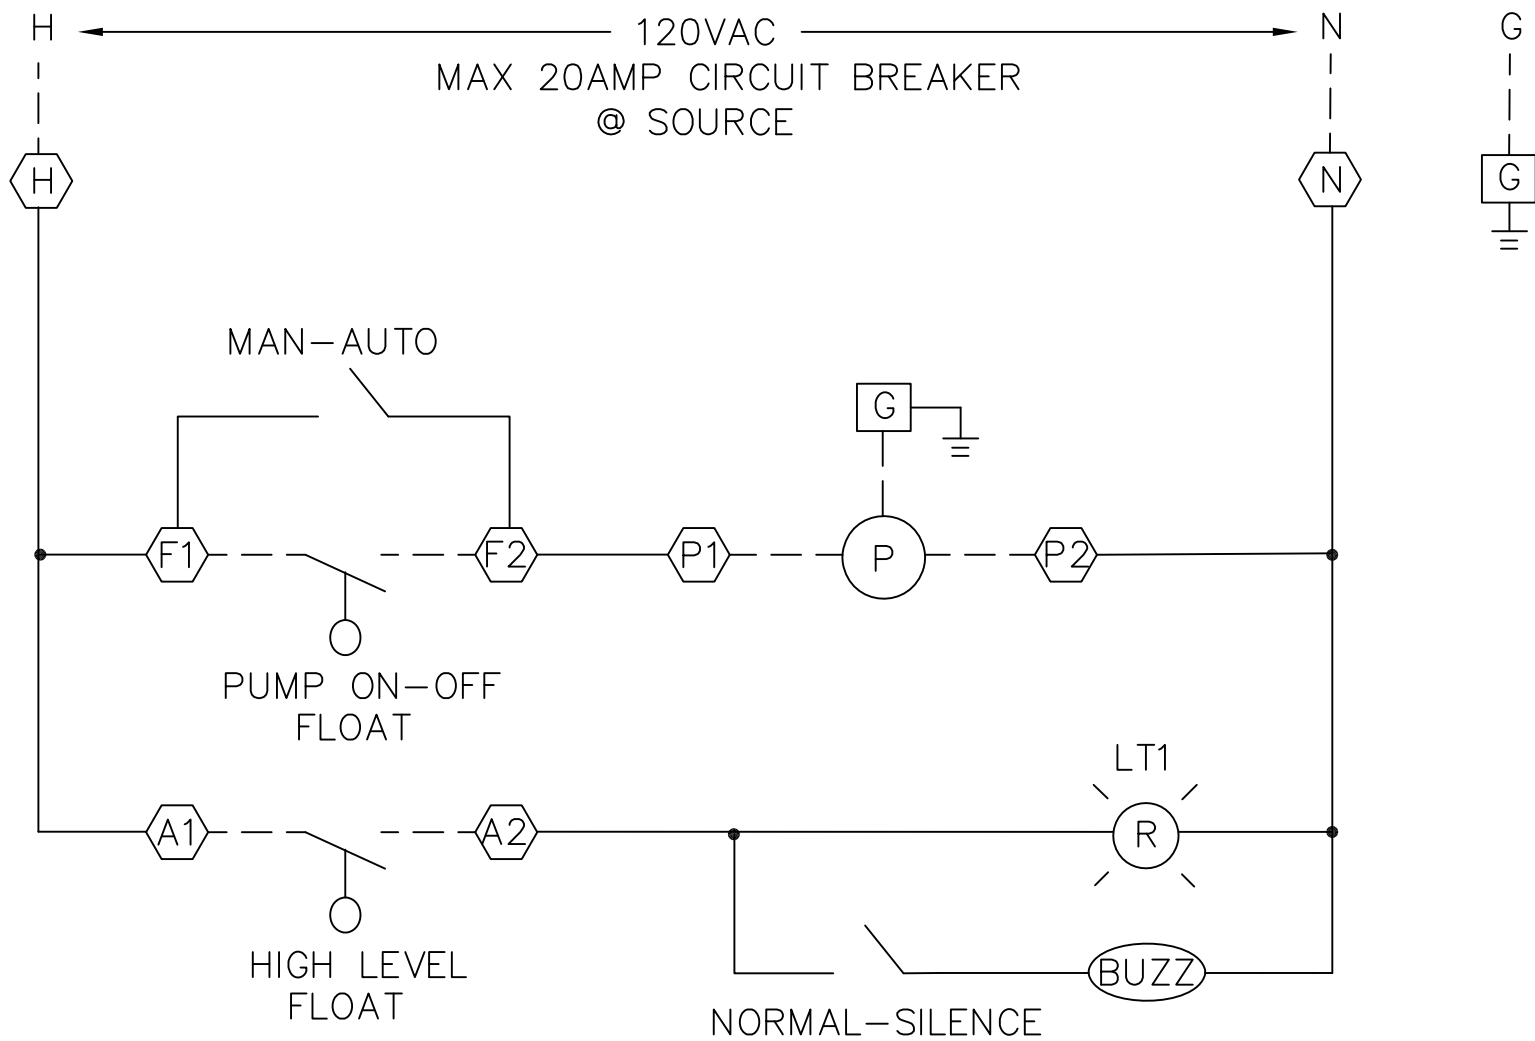 H 120VAC N G
MAX 20AMP CIRCUIT BREAKER
@ SOURCE
H N G
MAN-AUTO
G
F1 F2 P1 P P2
PUMP ON-OFF
FLOAT
LT1
A1 A2 R
HIGH LEVEL
FLOAT
BUZZ
NORMAL-SILENCE